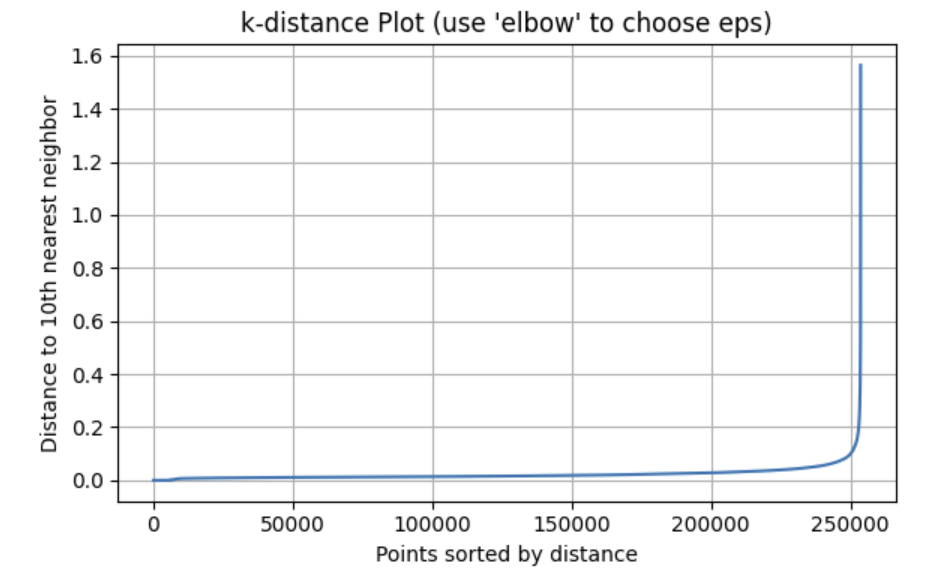 k-distance Plot (use 'elbow' to choose eps)
1.6
1.4
1.2
1.0
0.8
0.6
0.4
0.2
0.0
Distance to 10th nearest neighbor
0 50000 100000 150000 200000 250000
Points sorted by distance